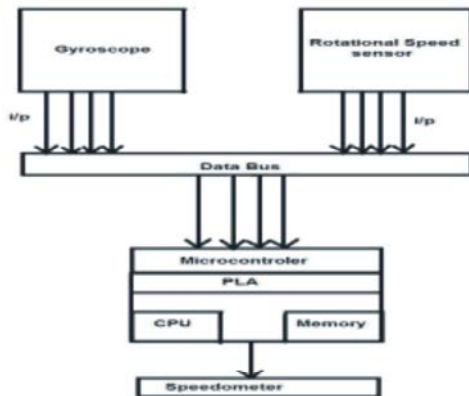 Gyroscope
Rotational Speed
sensor
i/p
i/p
Data Bus
Microcontroler
PLA
CPU
Memory
Speedometer